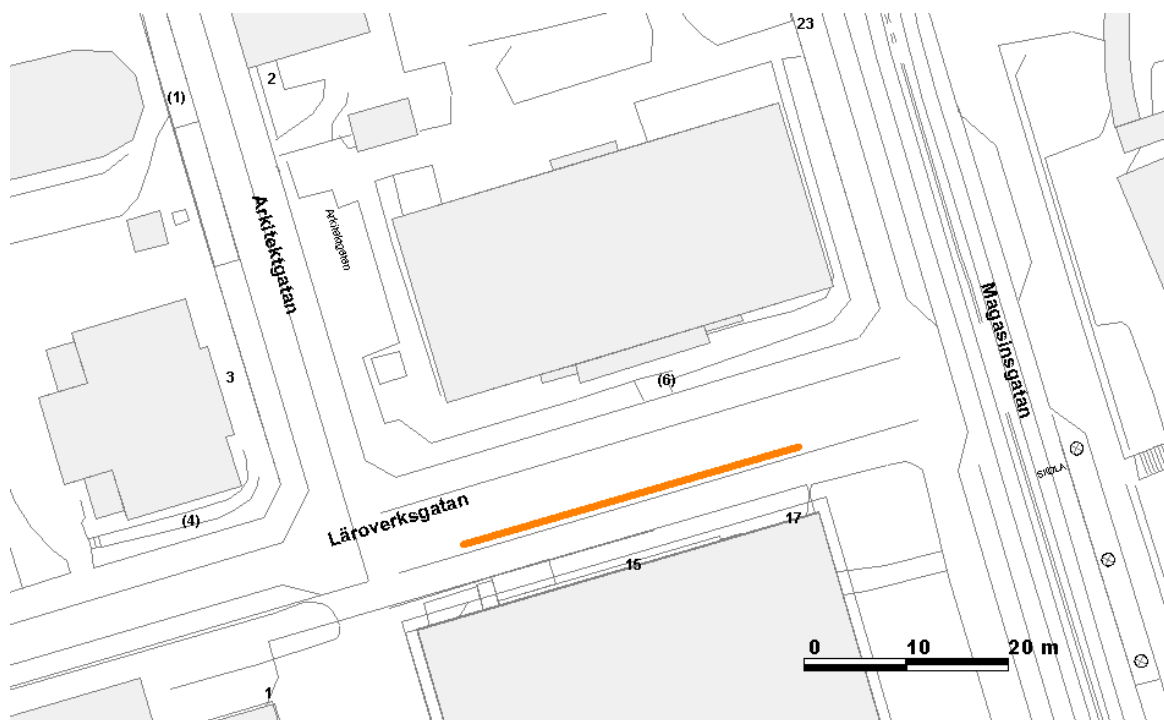 23
2
(1)
Arkitektgatan
Arkitektgatan
Magasinsgatan
3
(6)
SKOLA
Läroverksgatan
(4)
17
15
0 10 20 m
1